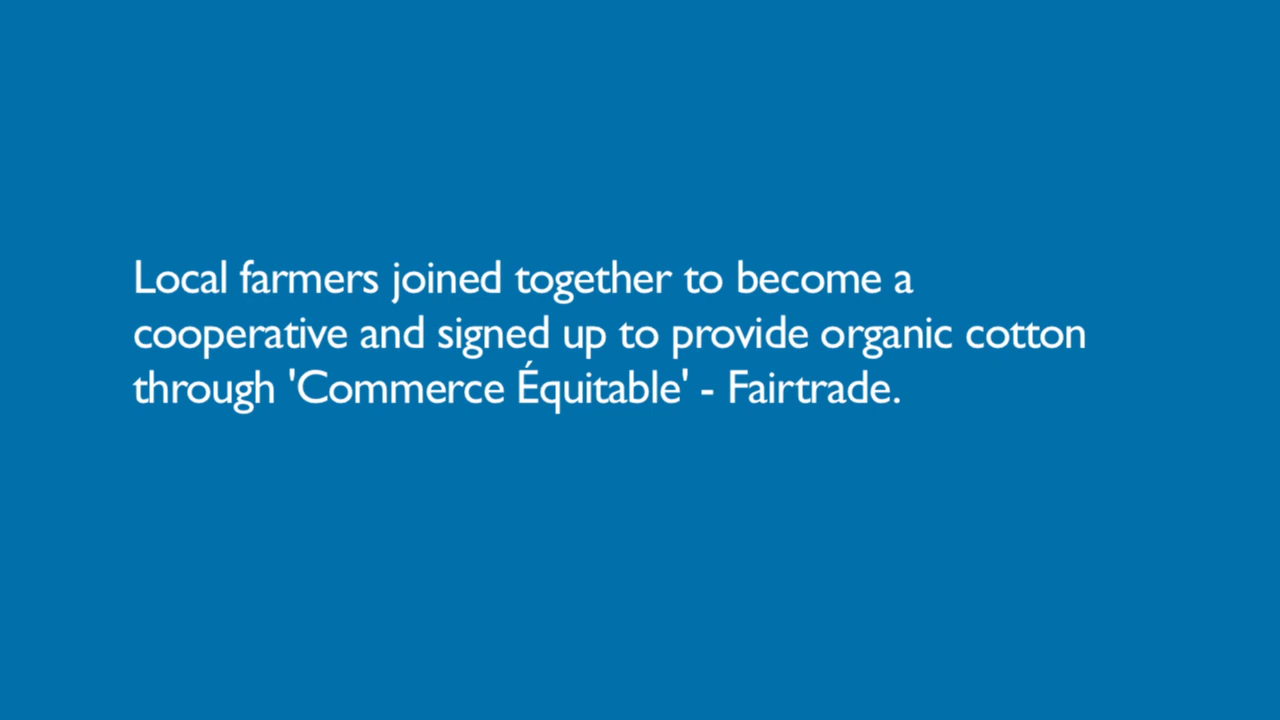 Local farmers joined together to become a
cooperative and signed up to provide organic cotton
through 'Commerce Équitable' - Fairtrade.